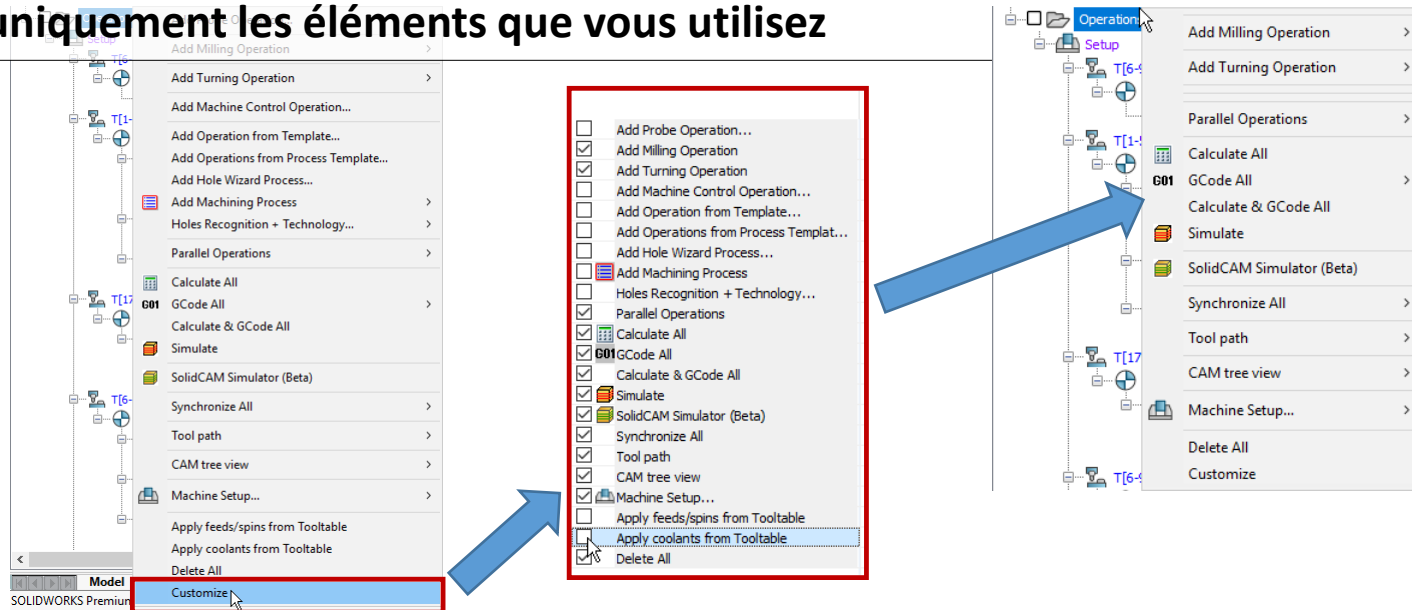 uniquement les éléments que vous utilisez
Setup
Add Milling Operation
Add Turning Operation
Add Machine Control Operation...
Add Operation from Template...
Add Operations from Process Template...
Add Hole Wizard Process...
Add Machining Process
Holes Recognition + Technology...
Parallel Operations
Calculate All
G01 GCode All
Calculate & GCode All
Simulate
SolidCAM Simulator (Beta)
Synchronize All
Tool path
CAM tree view
Machine Setup...
Apply feeds/spins from Tooltable
Apply coolants from Tooltable
Delete All
Customize
T[6-
T[1-
T[17
T[6-
Model
SOLIDWORKS Premium
Add Probe Operation...
Add Milling Operation
Add Turning Operation
Add Machine Control Operation...
Add Operation from Template...
Add Operations from Process Templat...
Add Hole Wizard Process...
Add Machining Process
Holes Recognition + Technology...
Parallel Operations
Calculate All
G01 GCode All
Calculate & GCode All
Simulate
SolidCAM Simulator (Beta)
Synchronize All
Tool path
CAM tree view
Machine Setup...
Apply feeds/spins from Tooltable
Apply coolants from Tooltable
Delete All
Operation
Setup
T[6-9
T[1-5
T[17
T[6-9
Add Milling Operation
Add Turning Operation
Parallel Operations
Calculate All
G01 GCode All
Calculate & GCode All
Simulate
SolidCAM Simulator (Beta)
Synchronize All
Tool path
CAM tree view
Machine Setup...
Delete All
Customize